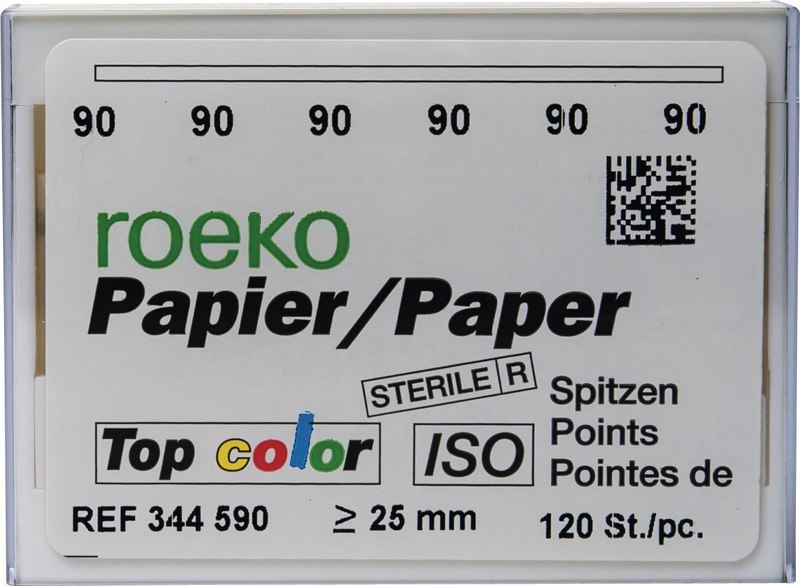 90 90 90 90 90 90
roeko
Papier/Paper
STERILE R
Spitzen
Points
Pointes de
Top color
ISO
REF 344 590
≥ 25 mm
120 St./pc.